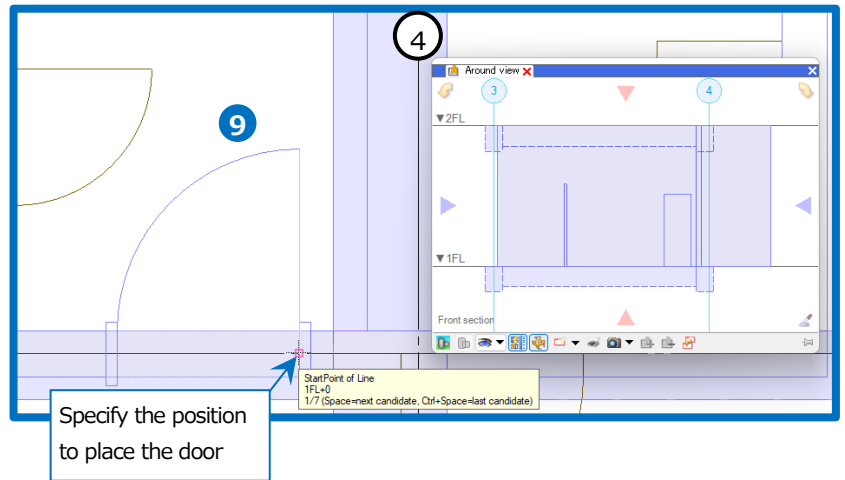 4
Around view
3
4
▼2FL
9
▼1FL
Front section
StartPoint of Line
1FL+0
1/7 (Space=next candidate, Ctrl+Space=last candidate)
Specify the position
to place the door